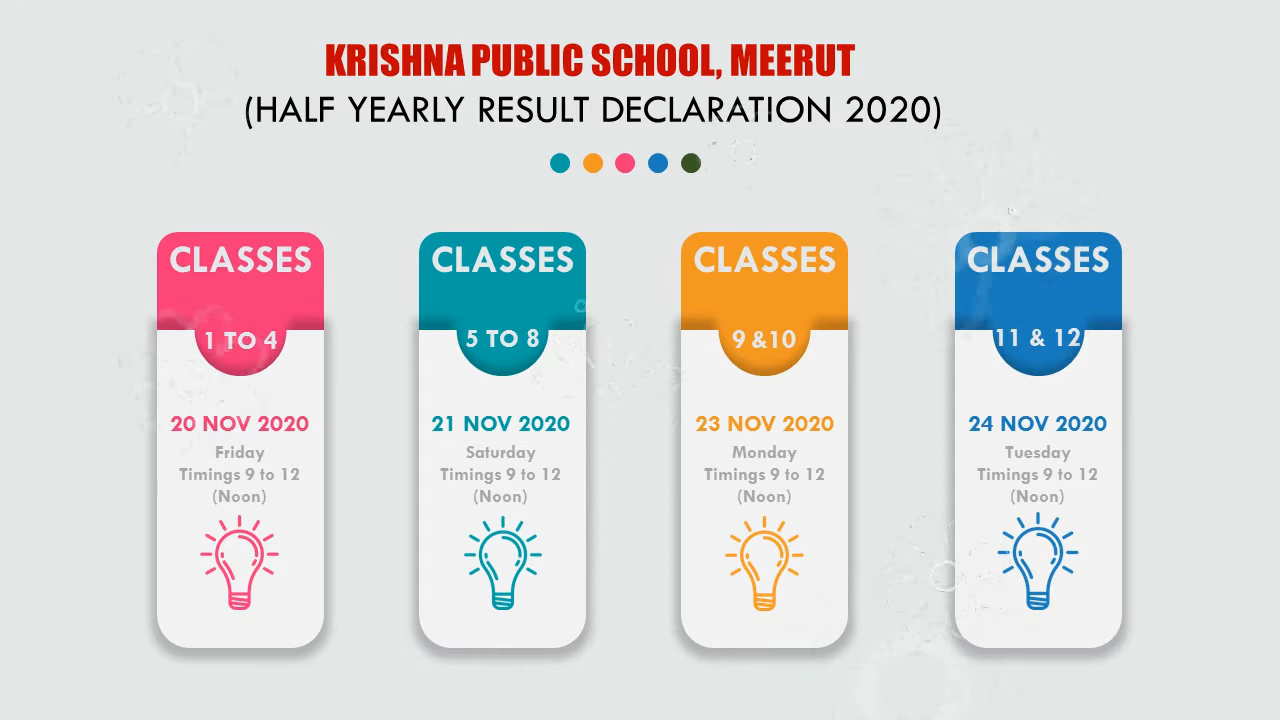 KRISHNA PUBLIC SCHOOL, MEERUT
(HALF YEARLY RESULT DECLARATION 2020)
CLASSES
1 TO 4
20 NOV 2020
Friday
Timings 9 to 12
(Noon)
CLASSES
5 TO 8
21 NOV 2020
Saturday
Timings 9 to 12
(Noon)
CLASSES
9 &10
23 NOV 2020
Monday
Timings 9 to 12
(Noon)
CLASSES
11 & 12
24 NOV 2020
Tuesday
Timings 9 to 12
(Noon)